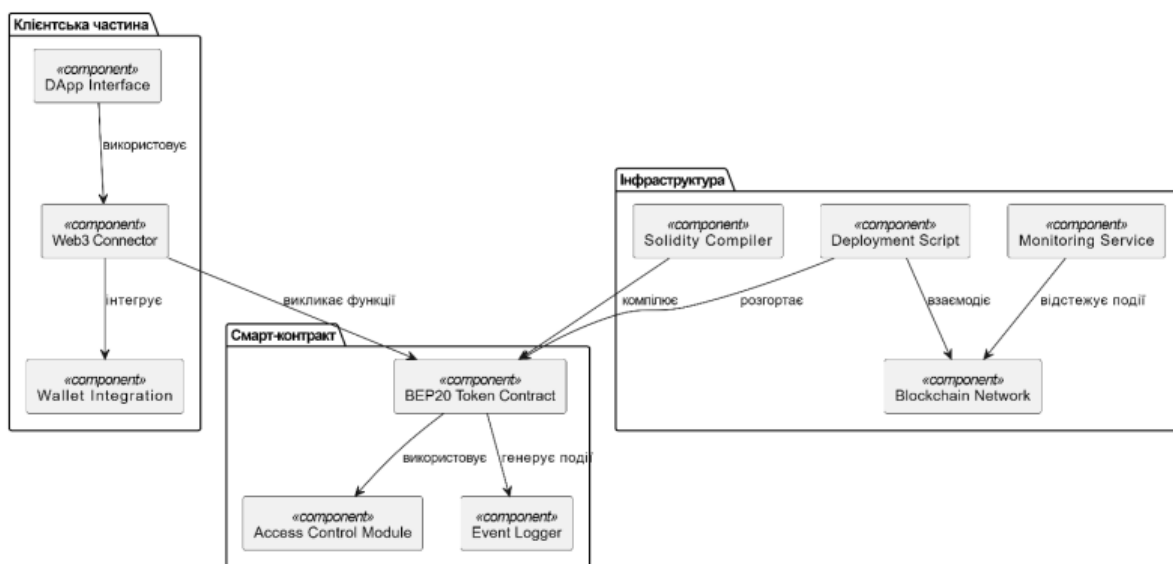 Клієнтська частина
«component»
DApp Interface
використовує
«component»
Web3 Connector
інтегрує
«component»
Wallet Integration
викликає функції
Смарт-контракт
«component»
BEP20 Token Contract
використовує
генерує події
«component»
Access Control Module
«component»
Event Logger
Інфраструктура
«component»
Solidity Compiler
«component»
Deployment Script
«component»
Monitoring Service
компілює
розгортає
взаємодіє
відстежує події
«component»
Blockchain Network